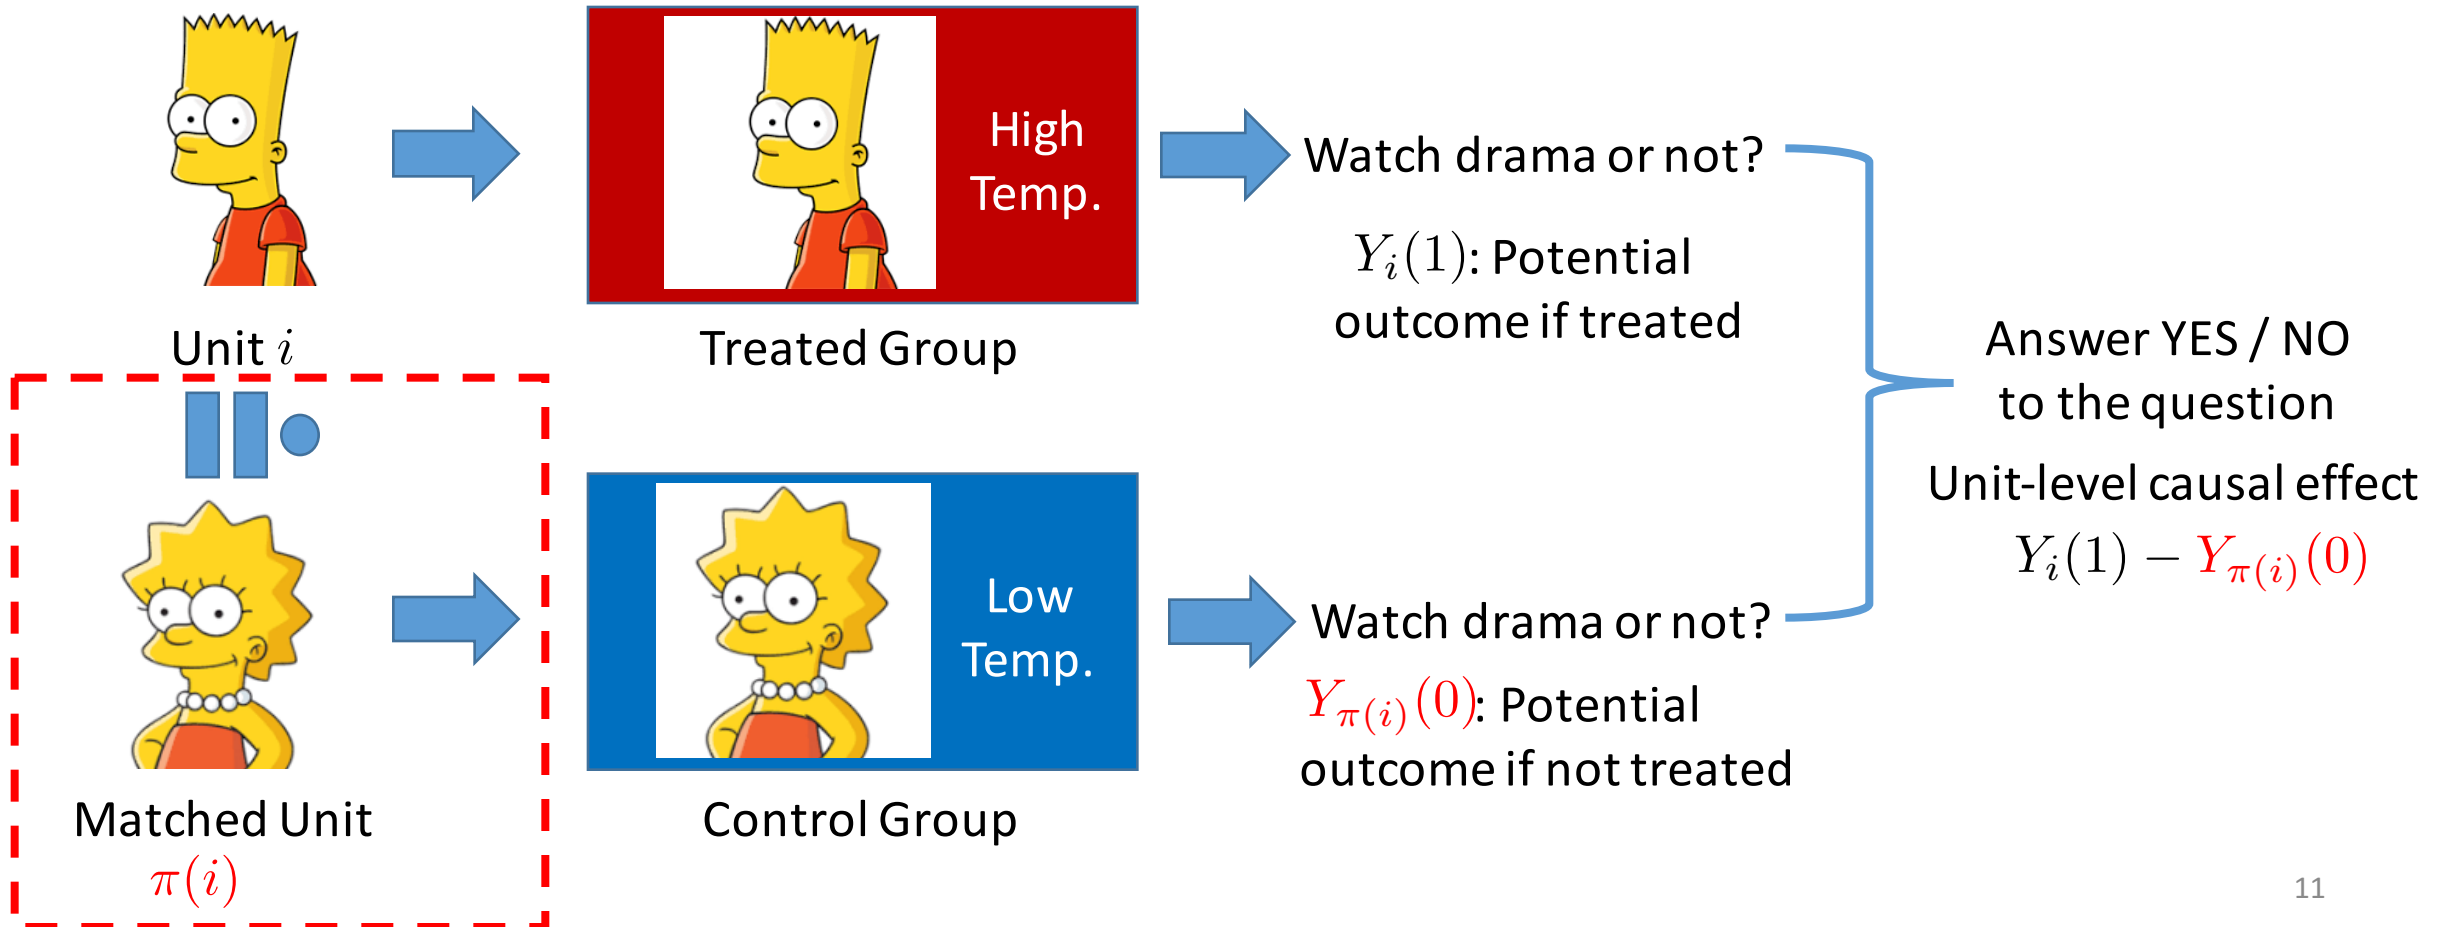 Unit i
High
Temp.
Treated Group
Watch drama or not?
Y_i(1): Potential
outcome if treated
Matched Unit
π(i)
Low
Temp.
Control Group
Watch drama or not?
Y_{π(i)}(0): Potential
outcome if not treated
Answer YES / NO
to the question
Unit-level causal effect
Y_i(1) − Y_{π(i)}(0)
11